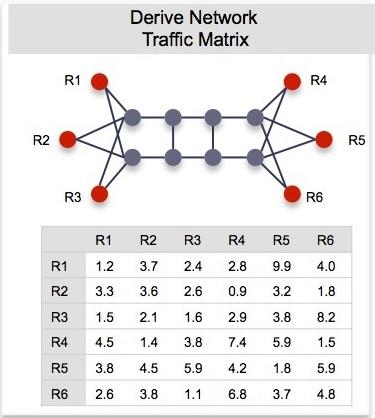 Derive Network
Traffic Matrix
R1
R4
R2
R5
R3
R6
R1 R2 R3 R4 R5 R6
R1 1.2 3.7 2.4 2.8 9.9 4.0
R2 3.3 3.6 2.6 0.9 3.2 1.8
R3 1.5 2.1 1.6 2.9 3.8 8.2
R4 4.5 1.4 3.8 7.4 5.9 1.5
R5 3.8 4.5 5.9 4.2 1.8 5.9
R6 2.6 3.8 1.1 6.8 3.7 4.8